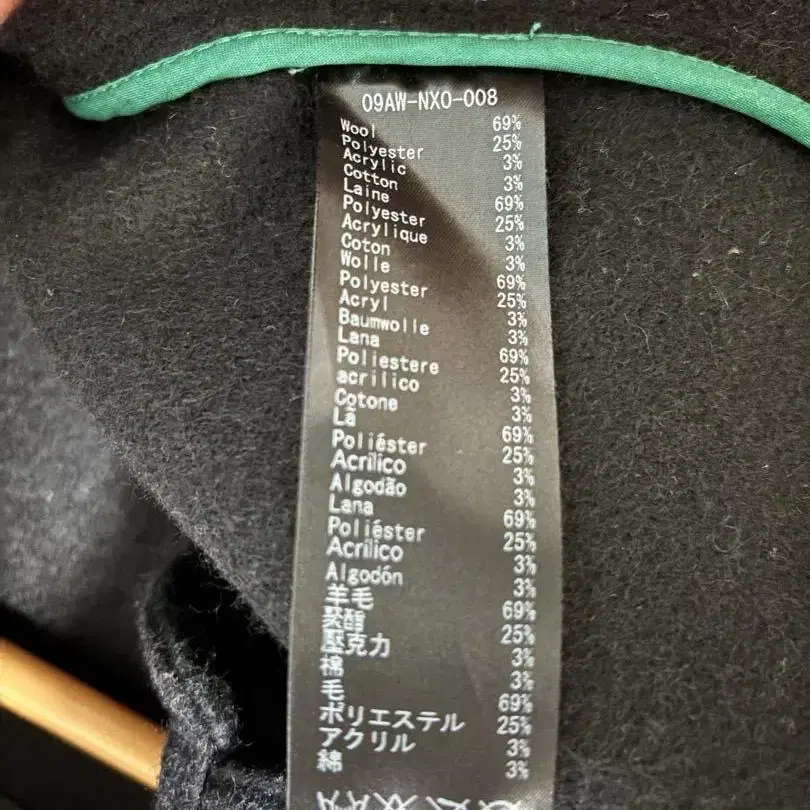 09AW-NXO-008
Wool 69%
Polyester 25%
Acrylic 3%
Cotton 3%
Laine 69%
Polyester 25%
Acrylique 3%
Coton 3%
Wolle 69%
Polyester 25%
Acryl 3%
Baumwolle 3%
Lana 69%
Poliestere 25%
acrilico 3%
Cotone 3%
Lã 69%
Poliéster 25%
Acrílico 3%
Algodão 3%
Lana 69%
Poliéster 25%
Acrílico 3%
Algodón 3%
羊毛 69%
聚酯 25%
壓克力 3%
棉 3%
毛 69%
ポリエステル 25%
アクリル 3%
綿 3%